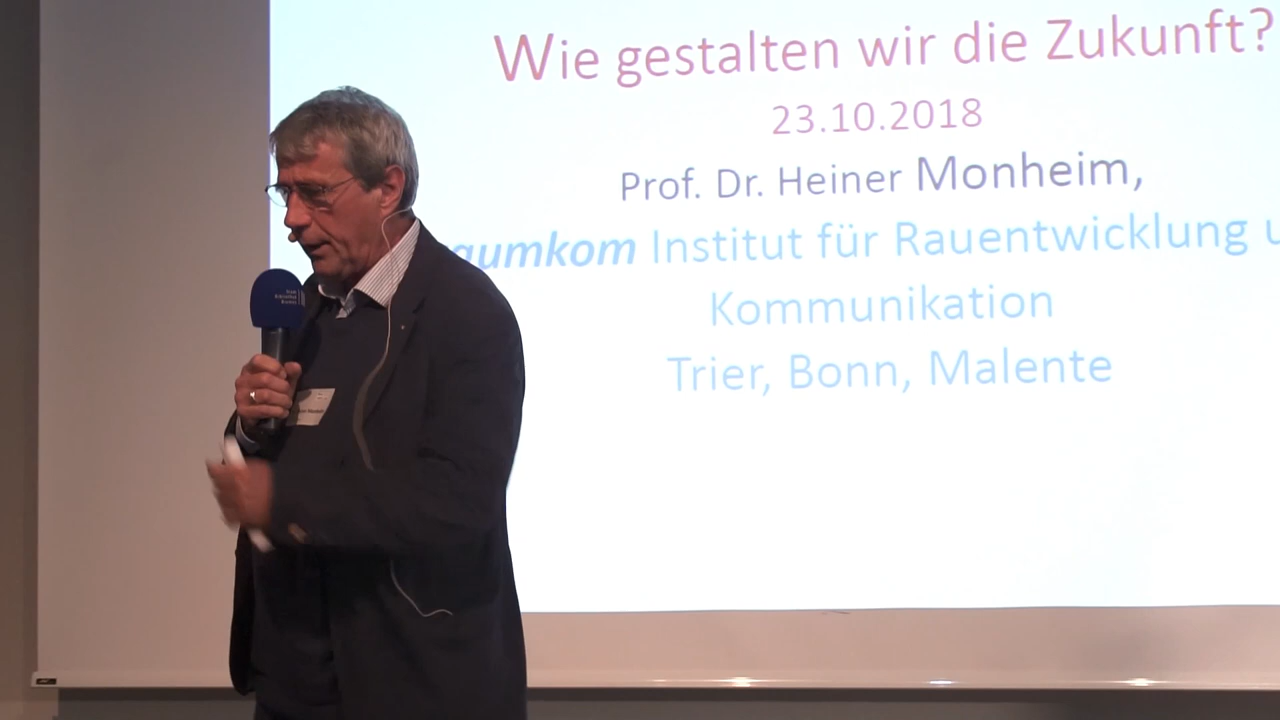 Wie gestalten wir die Zukunft?
23.10.2018
Prof. Dr. Heiner Monheim,
aumkom Institut für Rauentwicklung u
Kommunikation
Trier, Bonn, Malente